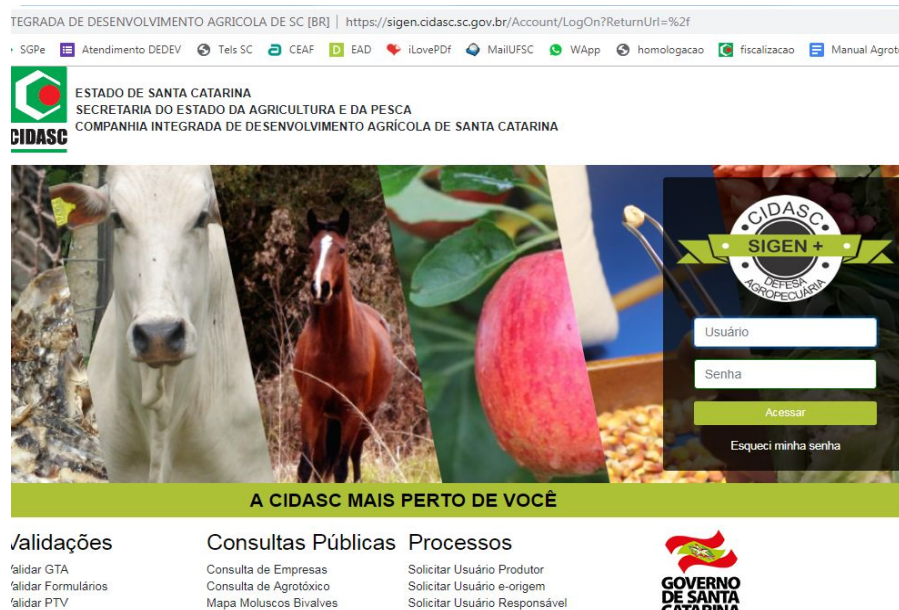 TEGRADA DE DESENVOLVIMENTO AGRICOLA DE SC [BR] | https://sigen.cidasc.sc.gov.br/Account/LogOn?ReturnUrl=%2f
SGPe Atendimento DEDEV Tels SC CEAF EAD iLovePDf MailUFSC WApp homologacao fiscalizacao Manual Agrot
ESTADO DE SANTA CATARINA
SECRETARIA DO ESTADO DA AGRICULTURA E DA PESCA
COMPANHIA INTEGRADA DE DESENVOLVIMENTO AGRÍCOLA DE SANTA CATARINA
CIDASC
CIDASC
SIGEN +
DEFESA
AGROPECUÁRIA
Usuário
Senha
Acessar
Esqueci minha senha
A CIDASC MAIS PERTO DE VOCÊ
Validações Consultas Públicas Processos
Validar GTA Consulta de Empresas Solicitar Usuário Produtor
Validar Formulários Consulta de Agrotóxico Solicitar Usuário e-origem
Validar PTV Mapa Moluscos Bivalves Solicitar Usuário Responsável
GOVERNO
DE SANTA
CATARINA